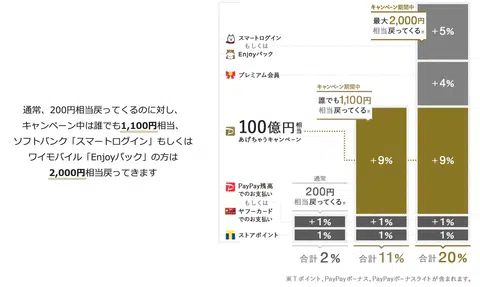 通常、200円相当戻ってくるのに対し、
キャンペーン中は誰でも1,100円相当、
ソフトバンク「スマートログイン」もしくは
ワイモバイル「Enjoyパック」の方は
2,000円相当戻ってきます
スマートログイン
もしくは
Enjoyパック
プレミアム会員
100億円相当
あげちゃうキャンペーン
PayPay残高
でのお支払い
もしくは
ヤフーカード
でのお支払い
ストアポイント
通常
200円
相当戻ってくる。
+1%
1%
合計 2%
キャンペーン期間中
誰でも1,100円
相当戻ってくる。
+9%
+1%
1%
合計 11%
キャンペーン期間中
最大2,000円
相当戻ってくる。
+5%
+4%
+9%
+1%
1%
合計 20%
※Tポイント、PayPayボーナス、PayPayボーナスライトが含まれます。